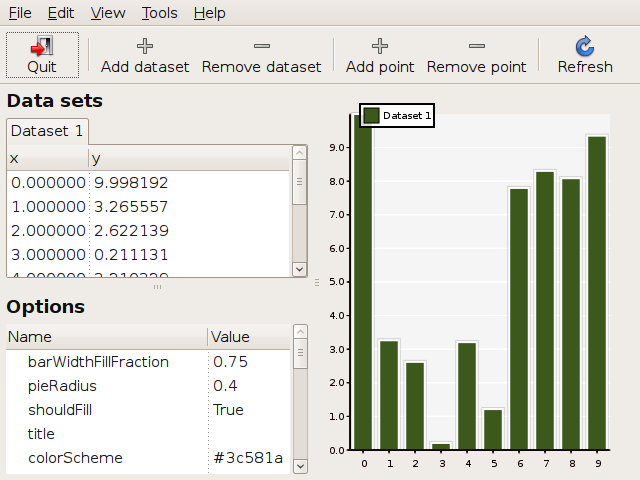 File Edit View Tools Help
Quit Add dataset Remove dataset Add point Remove point Refresh
Data sets
Dataset 1
x y
0.000000 9.998192
1.000000 3.265557
2.000000 2.622139
3.000000 0.211131
Options
Name Value
barWidthFillFraction 0.75
pieRadius 0.4
shouldFill True
title
colorScheme #3c581a
Dataset 1
9.0
8.0
7.0
6.0
5.0
4.0
3.0
2.0
1.0
0.0
0 1 2 3 4 5 6 7 8 9